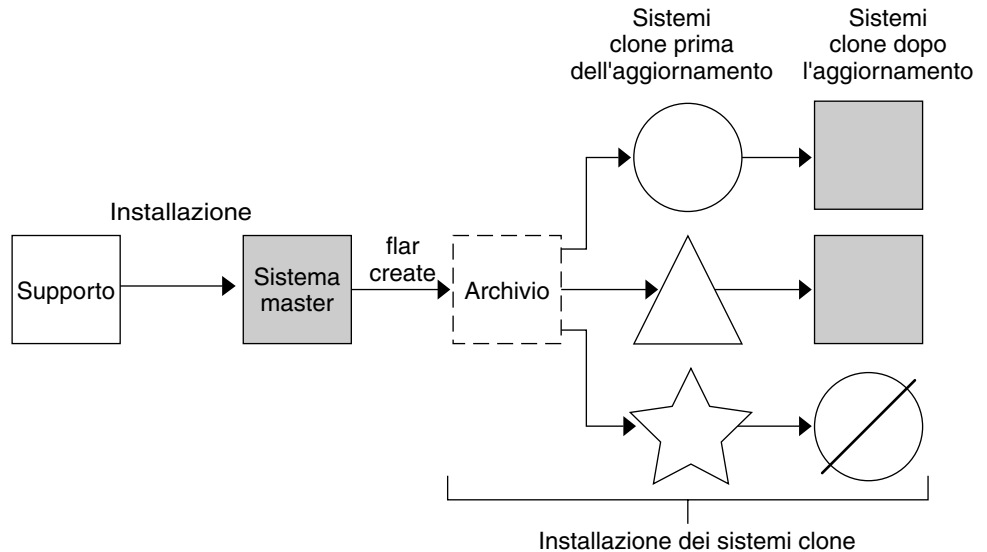 Sistemi
clone prima
dell'aggiornamento
Sistemi
clone dopo
l'aggiornamento
Installazione
Supporto
Sistema
master
flar
create
Archivio
Installazione dei sistemi clone